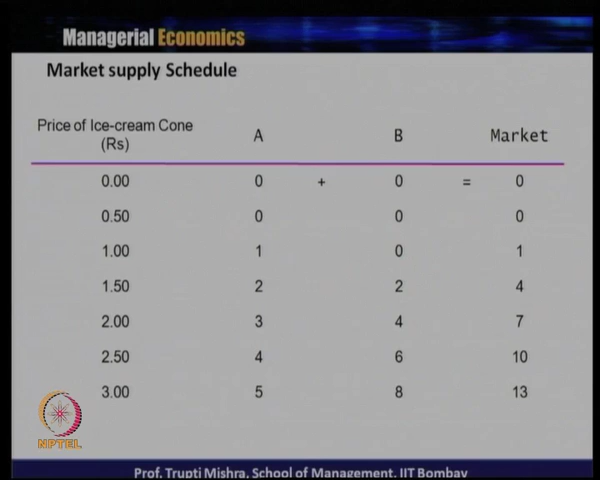 Managerial Economics
Market supply Schedule
Price of Ice-cream Cone (Rs) A B Market
0.00 0 + 0 = 0
0.50 0 0 0
1.00 1 0 1
1.50 2 2 4
2.00 3 4 7
2.50 4 6 10
3.00 5 8 13
NPTEL
Prof. Trupti Mishra, School of Management, IIT Bombay